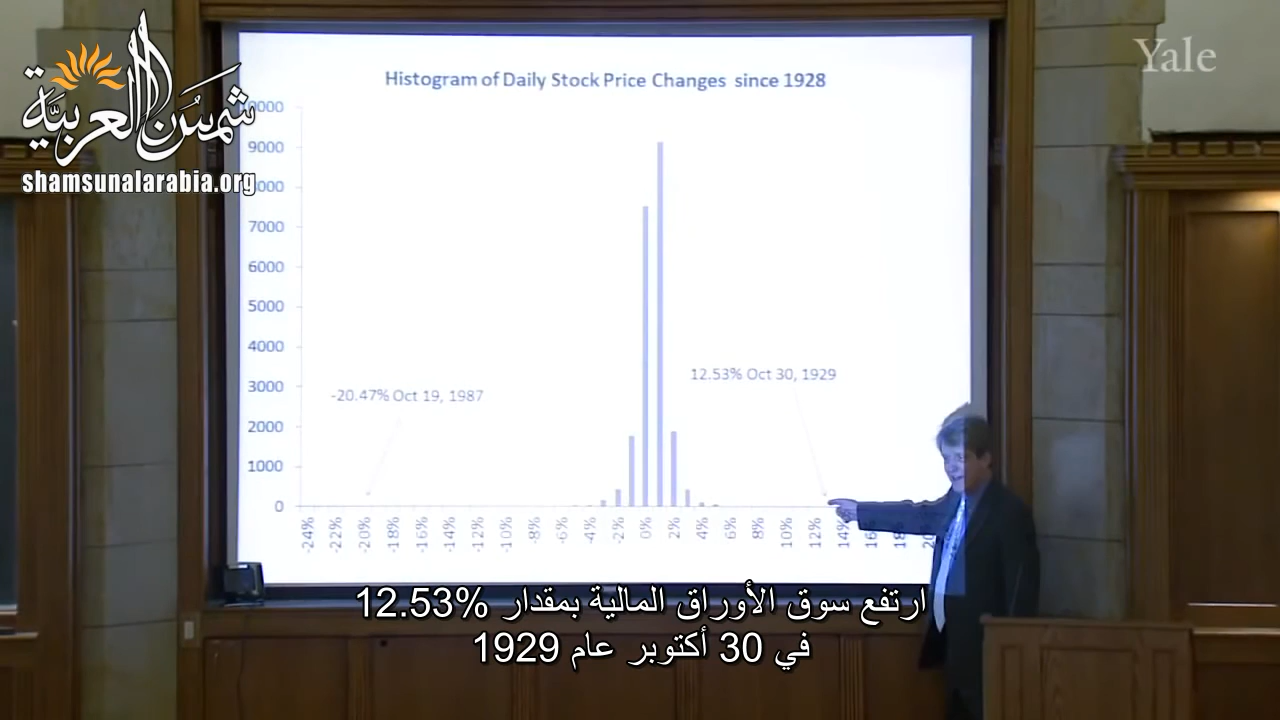 شمس العربية
shamsunalarabia.org
Yale
Histogram of Daily Stock Price Changes since 1928
9000
7000
6000
5000
4000
3000
2000
1000
0
-20.47% Oct 19, 1987
12.53% Oct 30, 1929
-24% -22% -20% -18% -16% -14% -12% -10% -8% -6% -4% -2% 0% 2% 4% 6% 8% 10% 12% 14%
ارتفع سوق الأوراق المالية بمقدار %12.53
في 30 أكتوبر عام 1929